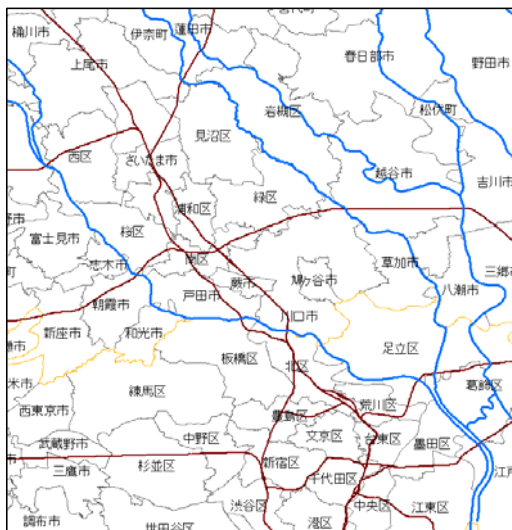 桶川市
伊奈町
蓮田市
春日部市
野田市
上尾市
松伏町
岩槻区
見沼区
西区
さいたま市
越谷市
吉川市
緑区
浦和区
桜区
富士見市
志木市
南区
草加市
三郷
蕨市
鳩ヶ谷市
八潮市
戸田市
朝霞市
川口市
新座市
和光市
足立区
板橋区
北区
葛飾区
練馬区
荒川区
西東京市
豊島区
文京区
台東区
墨田区
武蔵野市
中野区
三鷹市
杉並区
新宿区
千代田区
江戸
渋谷区
中央区
江東区
調布市
世田谷区
港区